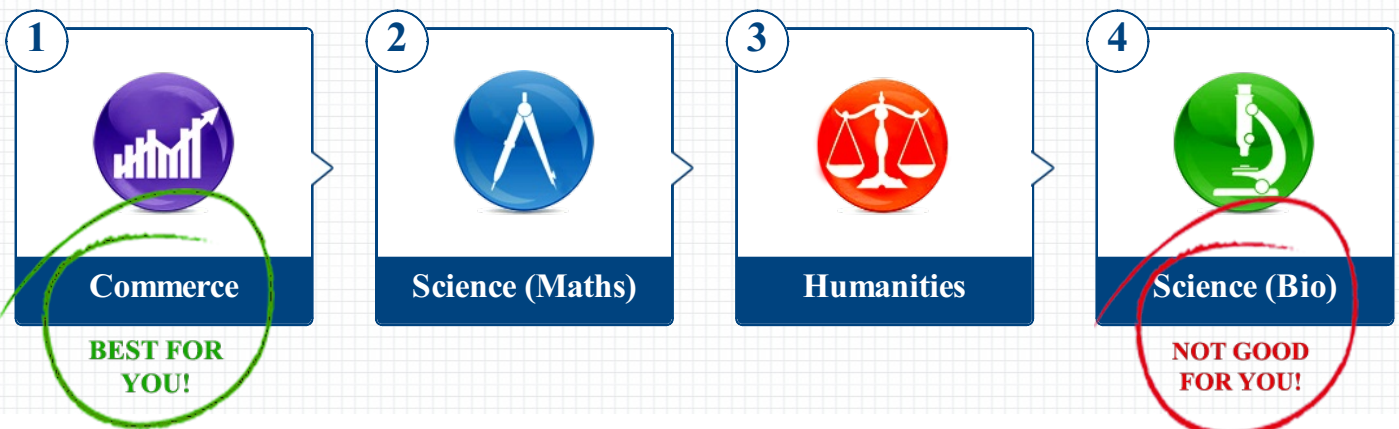 1
2
3
4
Commerce
Science (Maths)
Humanities
Science (Bio)
BEST FOR
YOU!
NOT GOOD
FOR YOU!